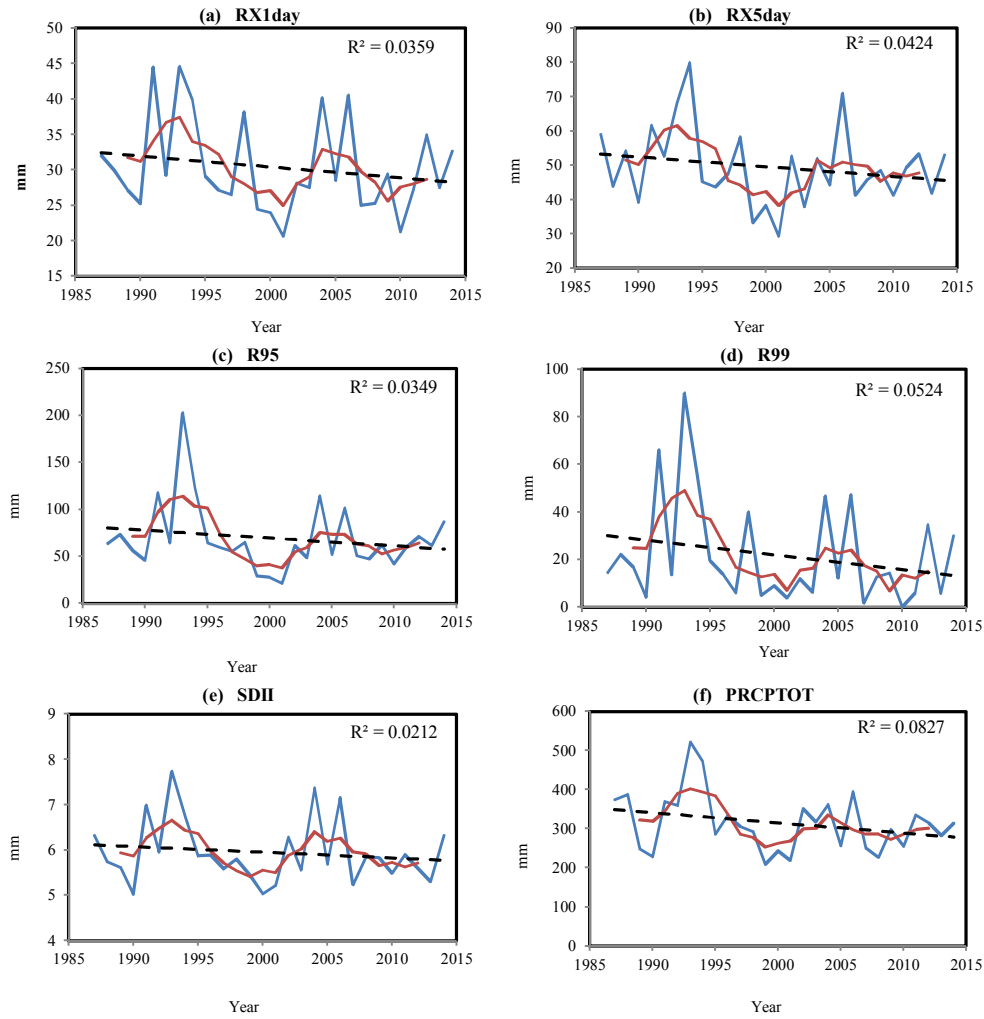 (a) RX1day
R² = 0.0359
50
45
40
35
30
25
20
15
mm
1985 1990 1995 2000 2005 2010 2015
Year
(b) RX5day
R² = 0.0424
90
80
70
60
50
40
30
20
mm
1985 1990 1995 2000 2005 2010 2015
Year
(c) R95
R² = 0.0349
250
200
150
100
50
0
mm
1985 1990 1995 2000 2005 2010 2015
Year
(d) R99
R² = 0.0524
100
80
60
40
20
0
mm
1985 1990 1995 2000 2005 2010 2015
Year
(e) SDII
R² = 0.0212
9
8
7
6
5
4
mm
1985 1990 1995 2000 2005 2010 2015
Year
(f) PRCPTOT
R² = 0.0827
600
500
400
300
200
100
0
mm
1985 1990 1995 2000 2005 2010 2015
Year